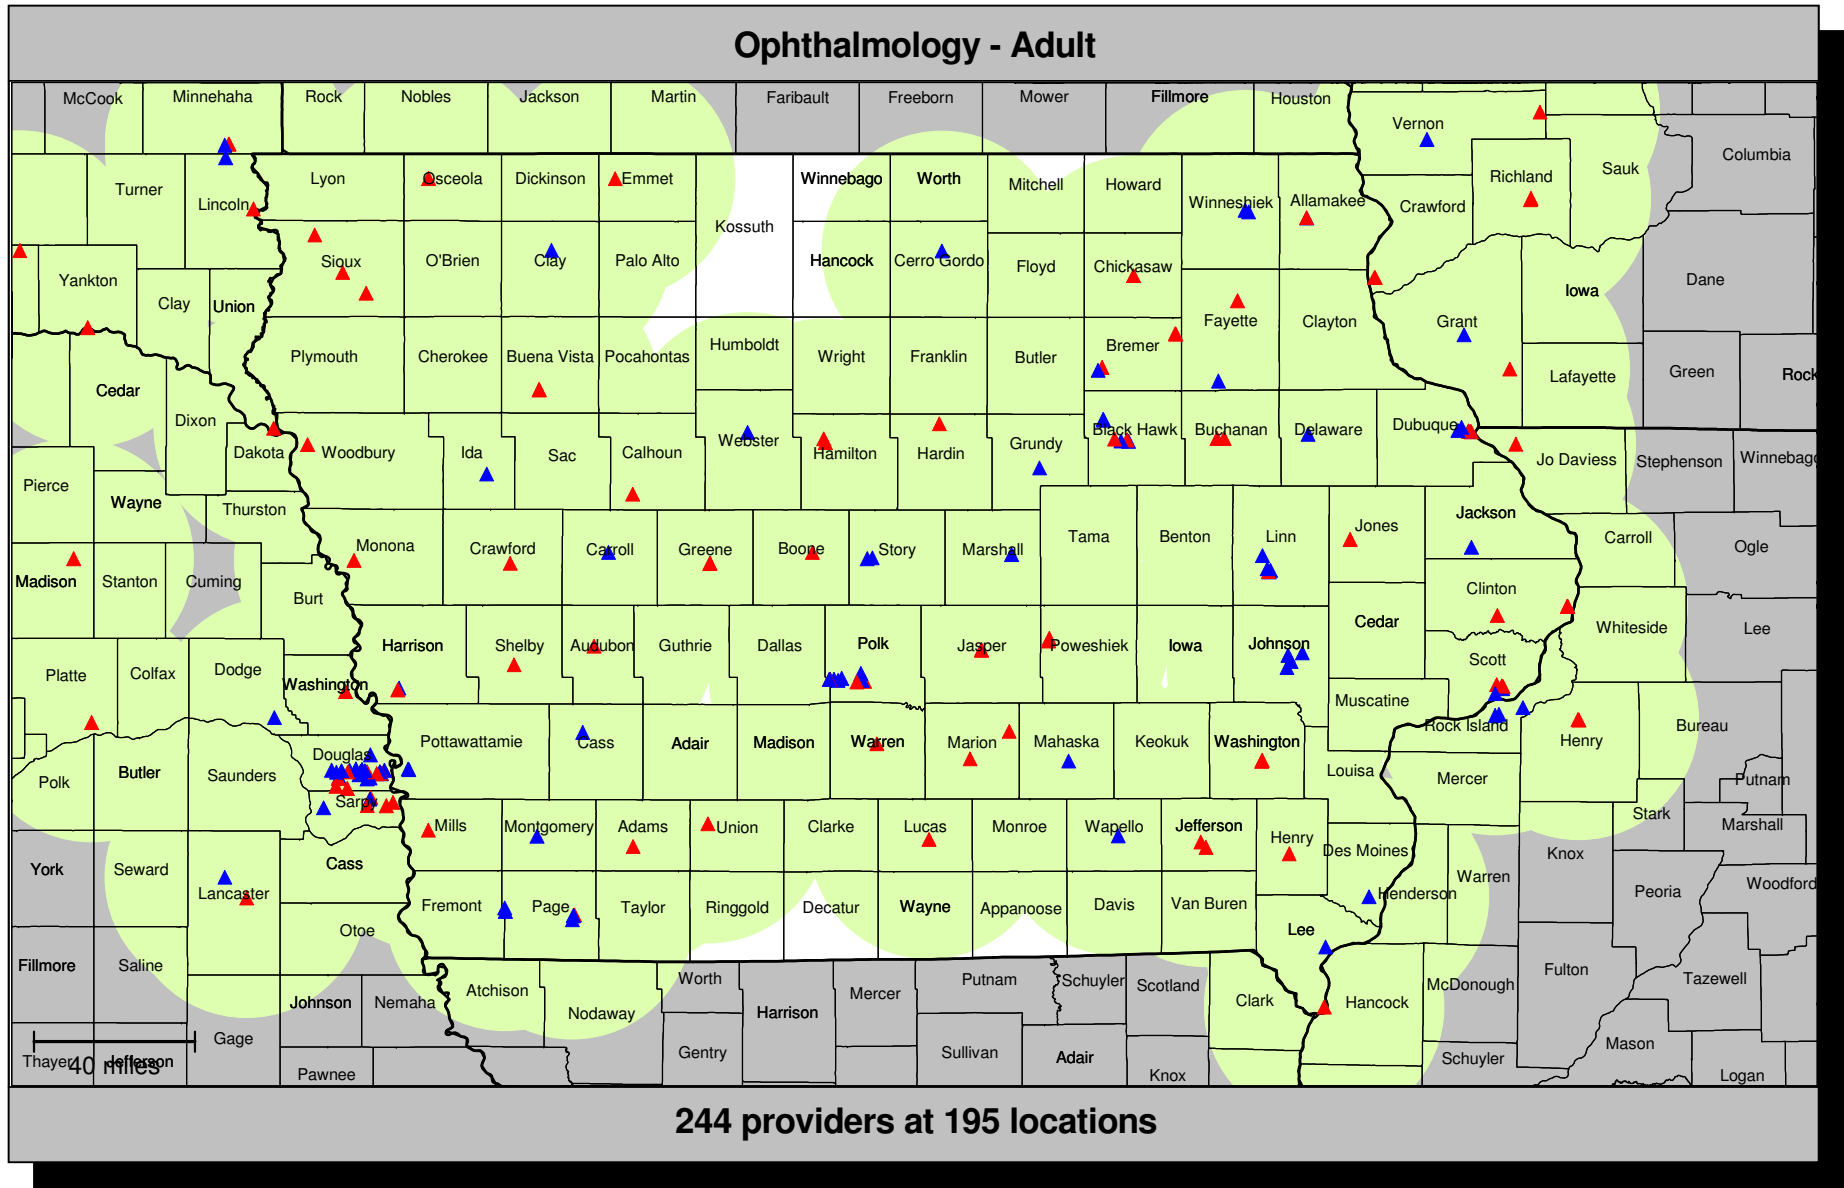 Ophthalmology - Adult
McCook Minnehaha Rock Nobles Jackson Martin Faribault Freeborn Mower Fillmore Houston
Vernon
Turner Lincoln Lyon Osceola Dickinson Emmet Winnebago Worth Mitchell Howard Richland Sauk Columbia
Kossuth Winneshiek Allamakee Crawford
Yankton Clay Union Sioux O'Brien Clay Palo Alto Hancock Cerro Gordo Floyd Chickasaw Iowa Dane
Cedar Plymouth Cherokee Buena Vista Pocahontas Humboldt Wright Franklin Butler Bremer Fayette Clayton Grant Lafayette Green Rock
Dixon Dakota Woodbury Ida Sac Calhoun Webster Hamilton Hardin Grundy Black Hawk Buchanan Delaware Dubuque Jo Daviess Stephenson Winnebago
Pierce Wayne Thurston
Monona Crawford Carroll Greene Boone Story Marshall Tama Benton Linn Jones Jackson Carroll Ogle
Madison Stanton Cuming Burt Clinton
Harrison Shelby Audubon Guthrie Dallas Polk Jasper Poweshiek Iowa Johnson Cedar Scott Whiteside Lee
Platte Colfax Dodge Washington Muscatine
Pottawattamie Cass Adair Madison Warren Marion Mahaska Keokuk Washington Rock Island Henry Bureau
Polk Butler Saunders Douglas Sarpy Louisa Mercer Putnam
Mills Montgomery Adams Union Clarke Lucas Monroe Wapello Jefferson Henry Des Moines Stark Marshall
York Seward Lancaster Cass Knox
Fremont Page Taylor Ringgold Decatur Wayne Appanoose Davis Van Buren Henderson Warren Peoria Woodford
Otoe Lee
Fillmore Saline Johnson Nemaha Atchison Nodaway Worth Harrison Mercer Putnam Schuyler Scotland Clark Hancock McDonough Fulton Tazewell
Thayer Jefferson Gage Pawnee Gentry Sullivan Adair Knox Schuyler Mason Logan
40 miles
244 providers at 195 locations